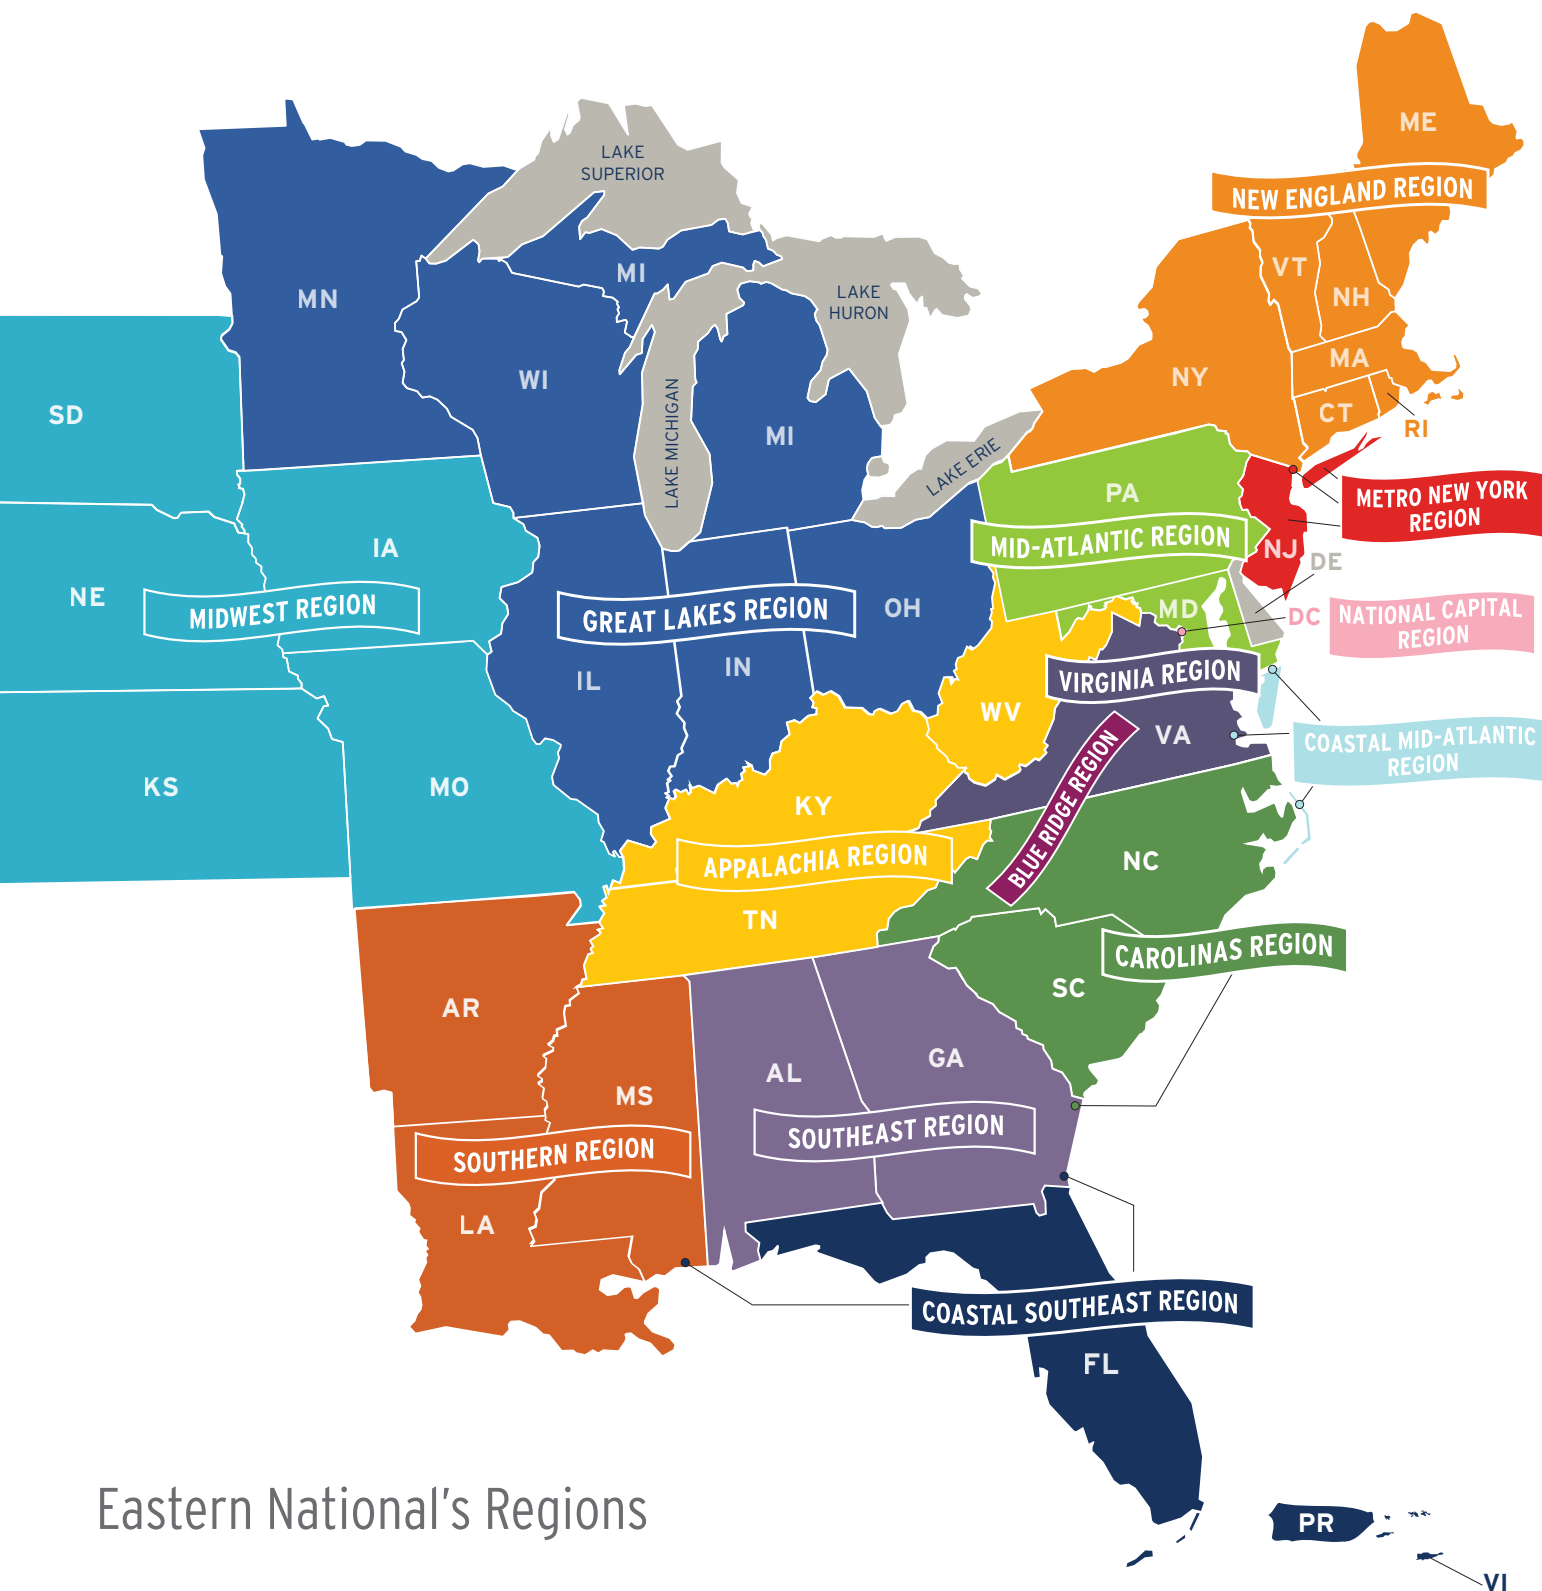 ME
LAKE
SUPERIOR
NEW ENGLAND REGION
VT
MI
NH
MN
LAKE
HURON
MA
NY
WI
SD
CT
RI
LAKE MICHIGAN
MI
LAKE ERIE
PA
METRO NEW YORK
REGION
MID-ATLANTIC REGION
IA
NJ
DE
NE
MIDWEST REGION
GREAT LAKES REGION
OH
MD
DC
NATIONAL CAPITAL
REGION
IL
IN
VIRGINIA REGION
WV
VA
COASTAL MID-ATLANTIC
REGION
KS
MO
KY
BLUE RIDGE REGION
APPALACHIA REGION
NC
TN
CAROLINAS REGION
SC
AR
GA
AL
MS
SOUTHEAST REGION
SOUTHERN REGION
LA
COASTAL SOUTHEAST REGION
FL
Eastern National's Regions
PR
VI